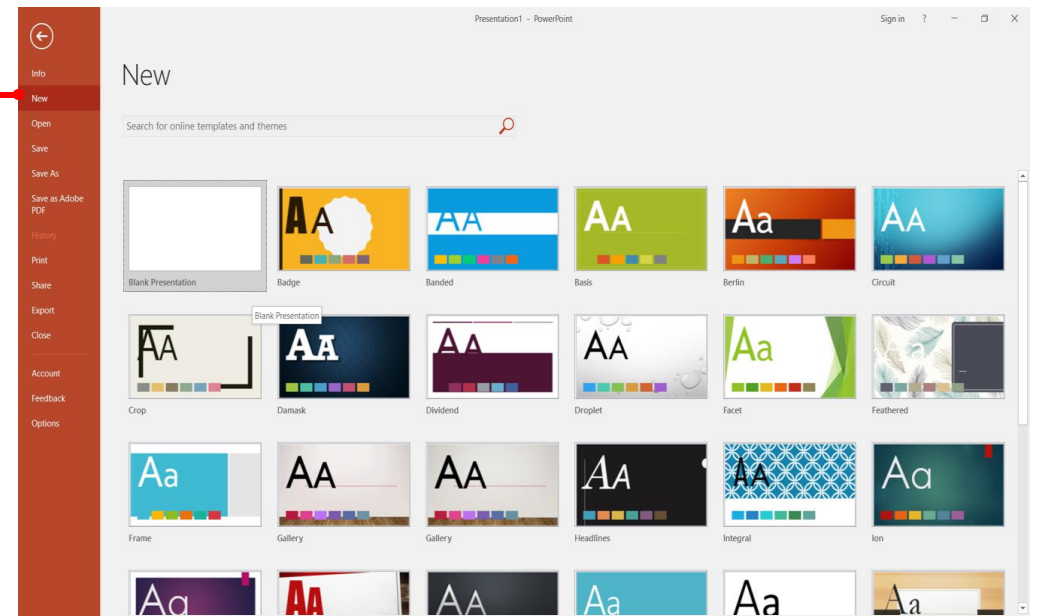 Presentation1 - PowerPoint
Sign in ?
Info
New
Open
Save
Save As
Save as Adobe
PDF
History
Print
Share
Export
Close
Account
Feedback
Options
New
Search for online templates and themes
AA
AA
AA
Aa
AA
Blank Presentation
Badge
Banded
Basis
Berlin
Circuit
Blank Presentation
AA
AA
AA
AA
Aa
Crop
Damask
Dividend
Droplet
Facet
Feathered
Aa
AA
AA
AA
AA
Aa
Frame
Gallery
Gallery
Headlines
Integral
Ion
Aa
AA
AA
Aa
Aa
Aa